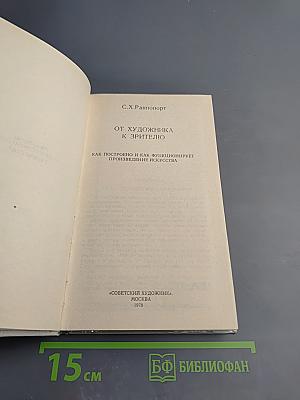 С.Х.Раппопорт
ОТ ХУДОЖНИКА
К ЗРИТЕЛЮ
КАК ПОСТРОЕНО И КАК ФУНКЦИОНИРУЕТ
ПРОИЗВЕДЕНИЕ ИСКУССТВА
«СОВЕТСКИЙ ХУДОЖНИК»
МОСКВА
1978
15 см
БФ БИБЛИОФАН